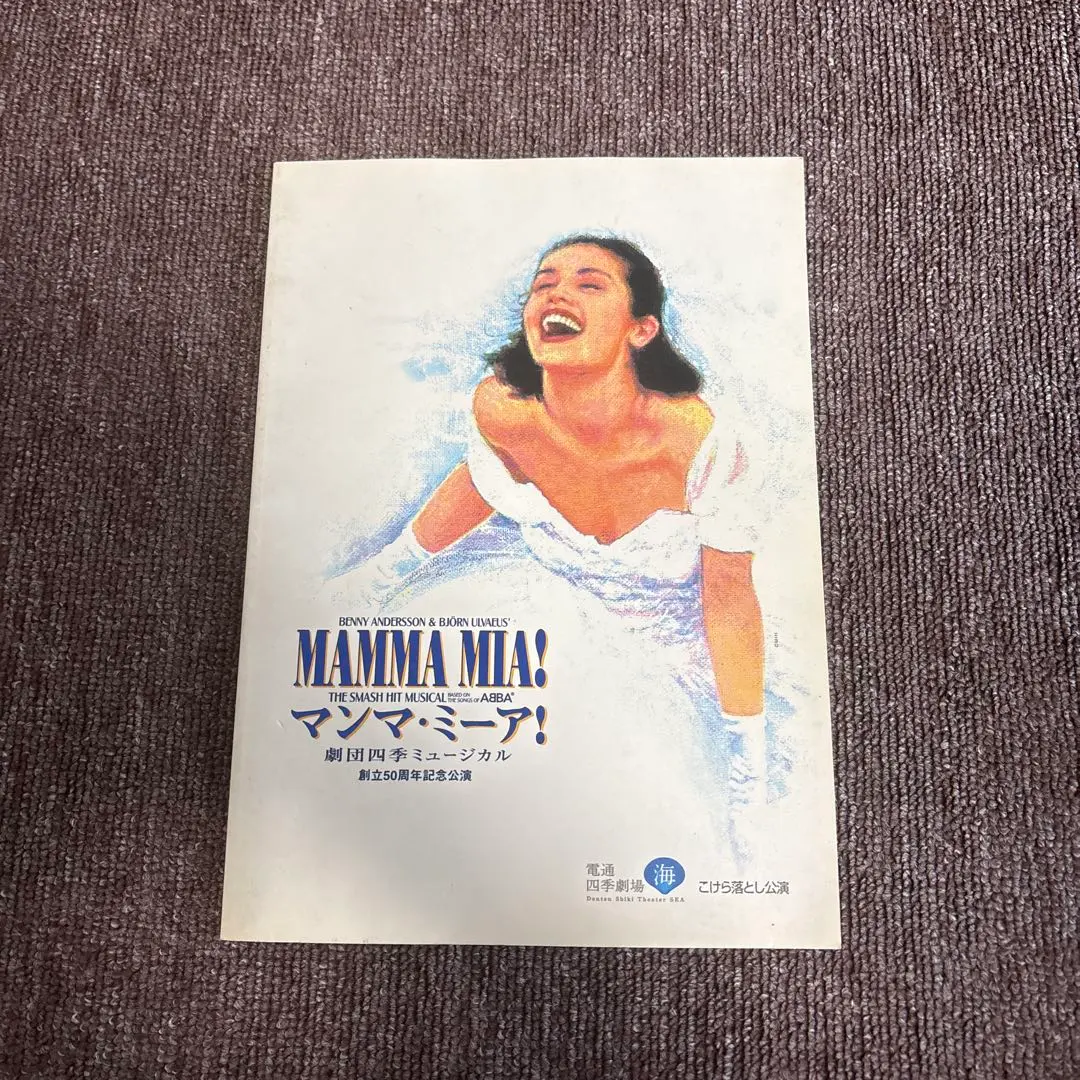 BENNY ANDERSSON & BJÖRN ULVAEUS'
MAMMA MIA!
THE SMASH HIT MUSICAL BASED ON THE SONGS OF ABBA®
マンマ・ミーア!
劇団四季ミュージカル
創立50周年記念公演
電通
四季劇場 海 こけら落とし公演
Dentsu Shiki Theater SEA